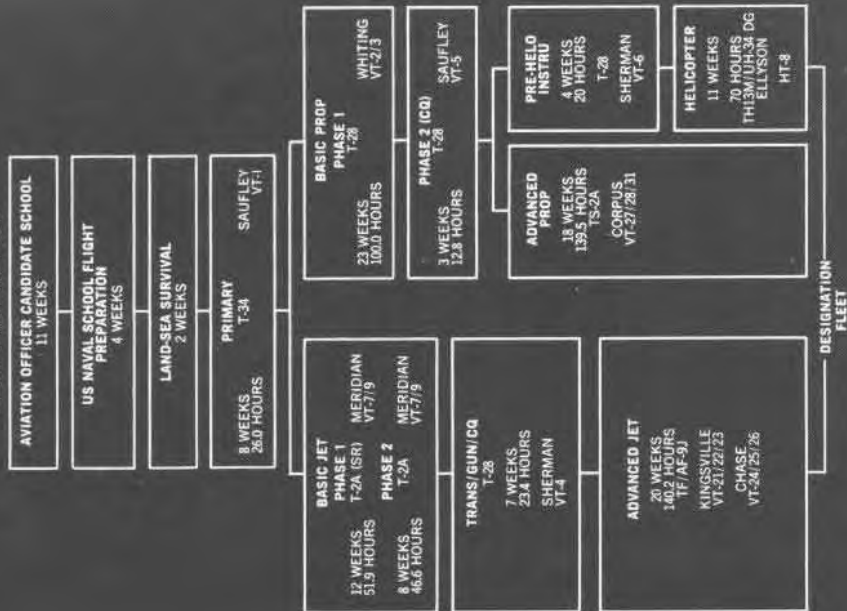 AVIATION OFFICER CANDIDATE SCHOOL
11 WEEKS
US NAVAL SCHOOL FLIGHT
PREPARATION
4 WEEKS
LAND-SEA SURVIVAL
2 WEEKS
PRIMARY
8 WEEKS
26.0 HOURS
T-34
SAUFLEY
VT-1
BASIC JET
PHASE 1
12 WEEKS
51.9 HOURS
T-2A (SR)
MERIDIAN
VT-7/9
PHASE 2
8 WEEKS
46.6 HOURS
T-2A
MERIDIAN
VT-7/9
TRANS/GUN/CQ
T-28
7 WEEKS
23.4 HOURS
SHERMAN
VT-4
ADVANCED JET
20 WEEKS
140.2 HOURS
TF/AF-9J
KINGSVILLE
VT-21/22/23
CHASE
VT-24/25/26
BASIC PROP
PHASE 1
T-28
23 WEEKS
100.0 HOURS
WHITING
VT-2/3
PHASE 2 (CQ)
T-28
3 WEEKS
12.8 HOURS
SAUFLEY
VT-5
ADVANCED
PROP
18 WEEKS
139.5 HOURS
TS-2A
CORPUS
VT-27/28/31
PRE-HELO
INSTRU
4 WEEKS
20 HOURS
T-28
SHERMAN
VT-6
HELICOPTER
11 WEEKS
70 HOURS
TH13M/UH-34 DG
ELLYSON
HT-8
DESIGNATION
FLEET